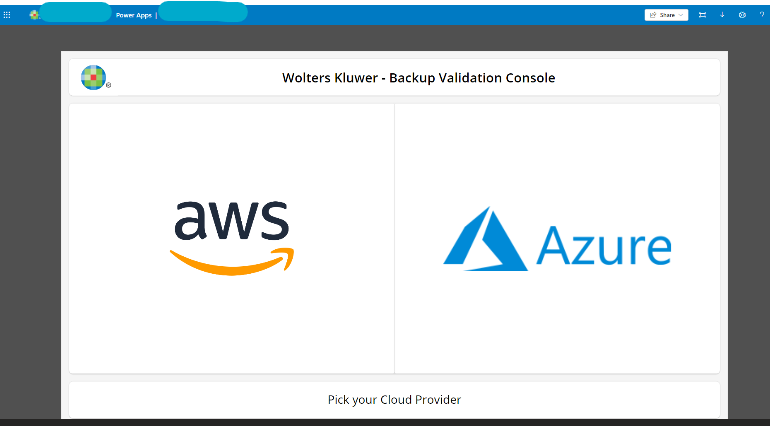 Power Apps |
Share
?
Wolters Kluwer - Backup Validation Console
aws
Azure
Pick your Cloud Provider